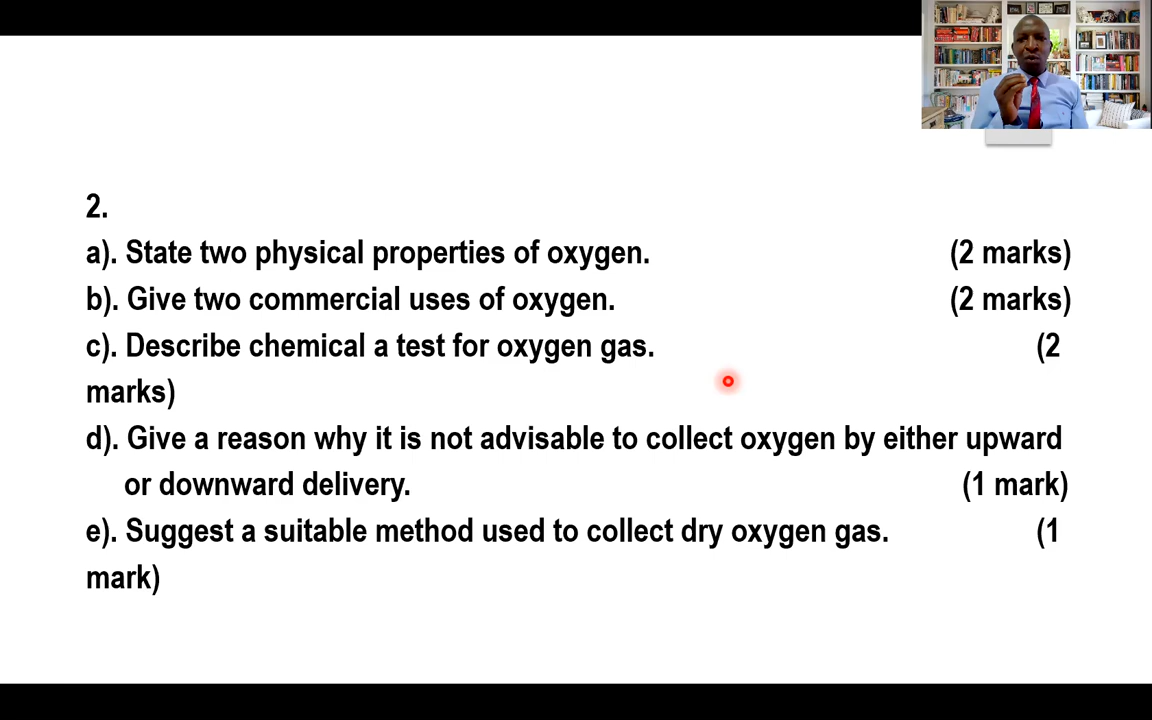 2.
a). State two physical properties of oxygen. (2 marks)
b). Give two commercial uses of oxygen. (2 marks)
c). Describe chemical a test for oxygen gas. (2
marks)
d). Give a reason why it is not advisable to collect oxygen by either upward
or downward delivery. (1 mark)
e). Suggest a suitable method used to collect dry oxygen gas. (1
mark)